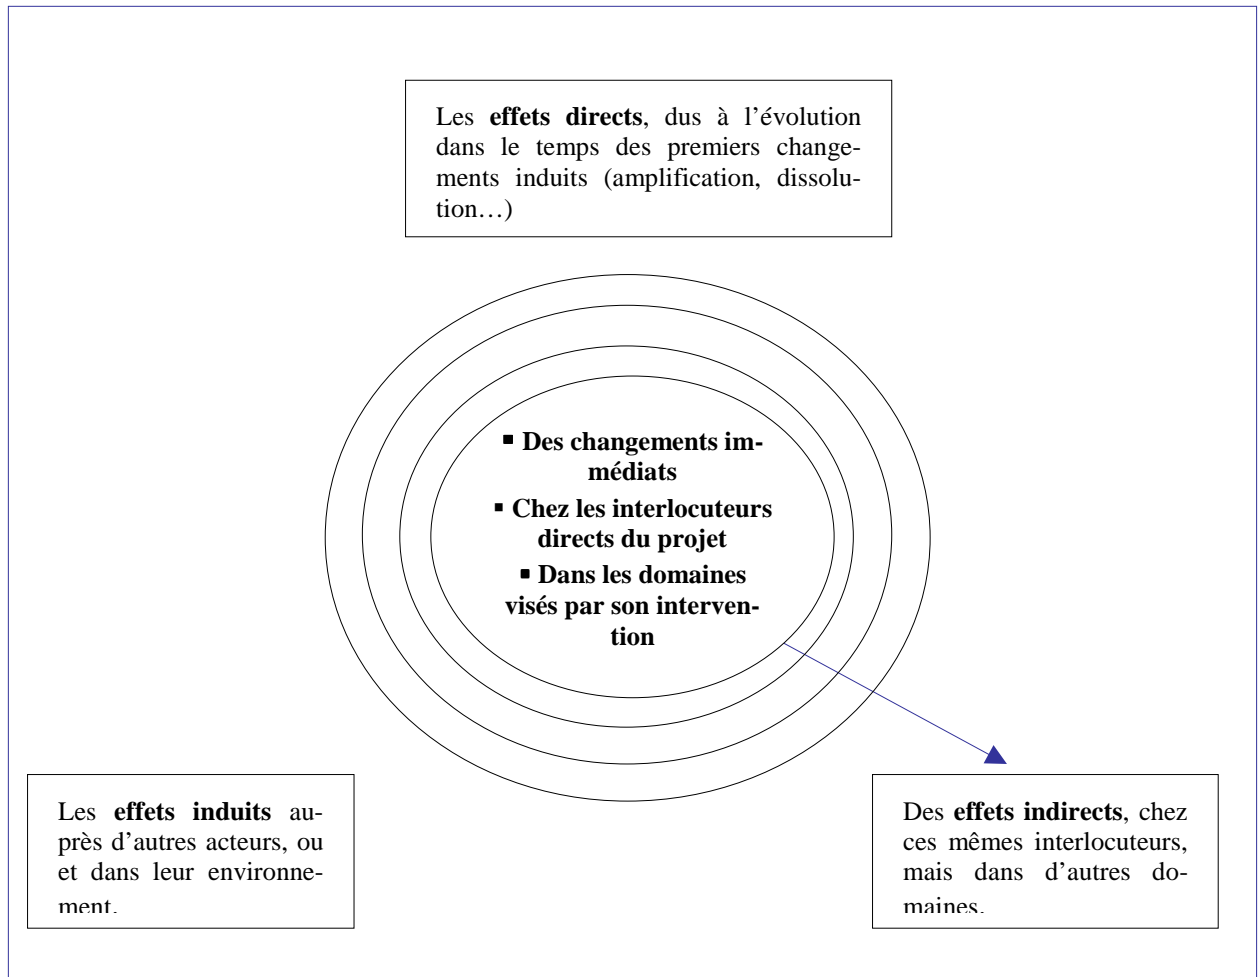 Les effets directs, dus à l’évolution
dans le temps des premiers change-
ments induits (amplification, dissolu-
tion…)
▪ Des changements im-
médiats
▪ Chez les interlocuteurs
directs du projet
▪ Dans les domaines
visés par son interven-
tion
Les effets induits au-
près d’autres acteurs, ou
et dans leur environne-
ment.
Des effets indirects, chez
ces mêmes interlocuteurs,
mais dans d’autres do-
maines.